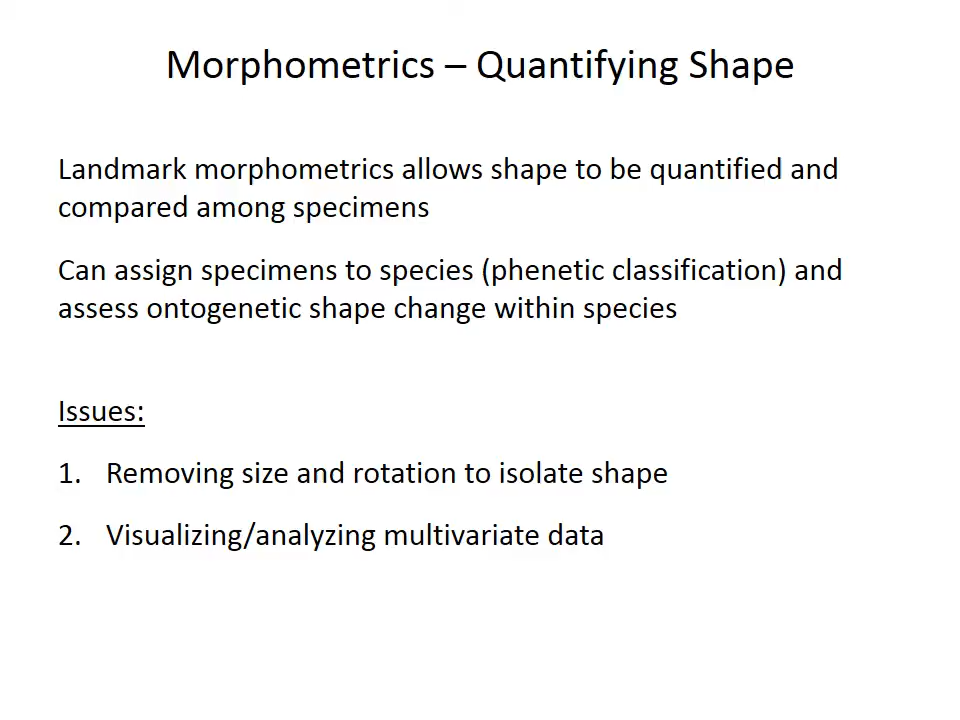 Morphometrics – Quantifying Shape
Landmark morphometrics allows shape to be quantified and
compared among specimens
Can assign specimens to species (phenetic classification) and
assess ontogenetic shape change within species
Issues:
1. Removing size and rotation to isolate shape
2. Visualizing/analyzing multivariate data